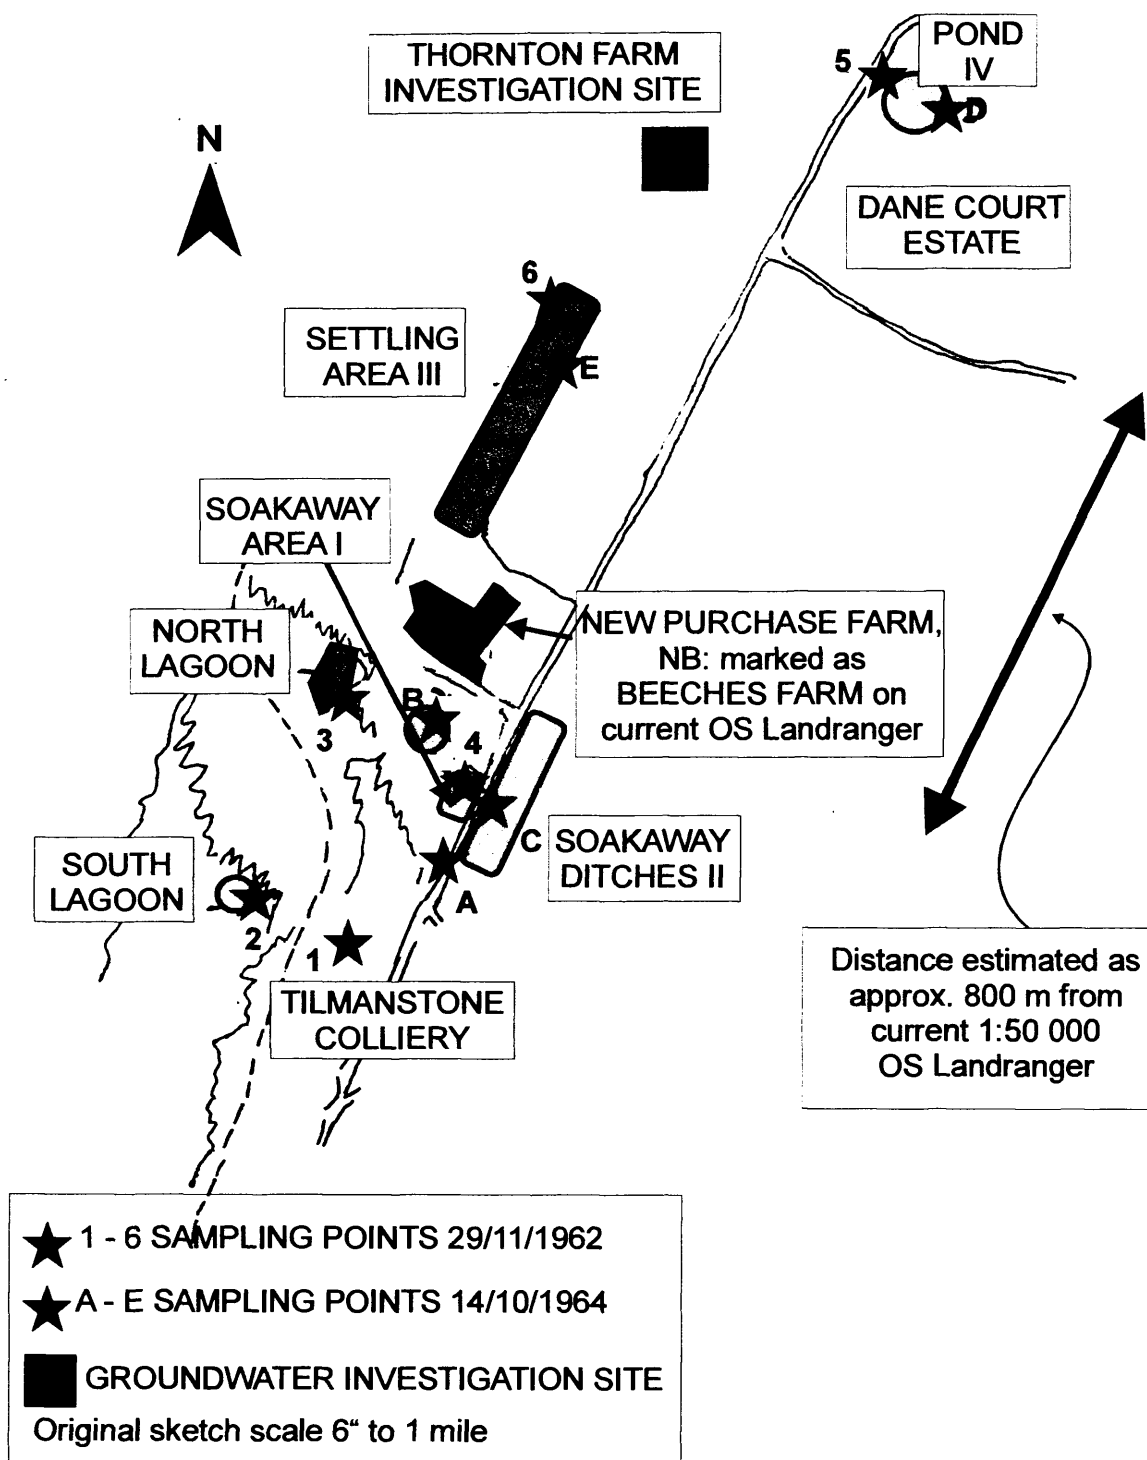 THORNTON FARM
INVESTIGATION SITE
POND
IV
5
D
N
DANE COURT
ESTATE
6
SETTLING
AREA III
E
SOAKAWAY
AREA I
NORTH
LAGOON
NEW PURCHASE FARM,
NB: marked as
BEECHES FARM on
current OS Landranger
B
3
4
SOUTH
LAGOON
C
SOAKAWAY
DITCHES II
A
2
1
TILMANSTONE
COLLIERY
Distance estimated as
approx. 800 m from
current 1:50 000
OS Landranger
1 - 6 SAMPLING POINTS 29/11/1962
A - E SAMPLING POINTS 14/10/1964
GROUNDWATER INVESTIGATION SITE
Original sketch scale 6“ to 1 mile